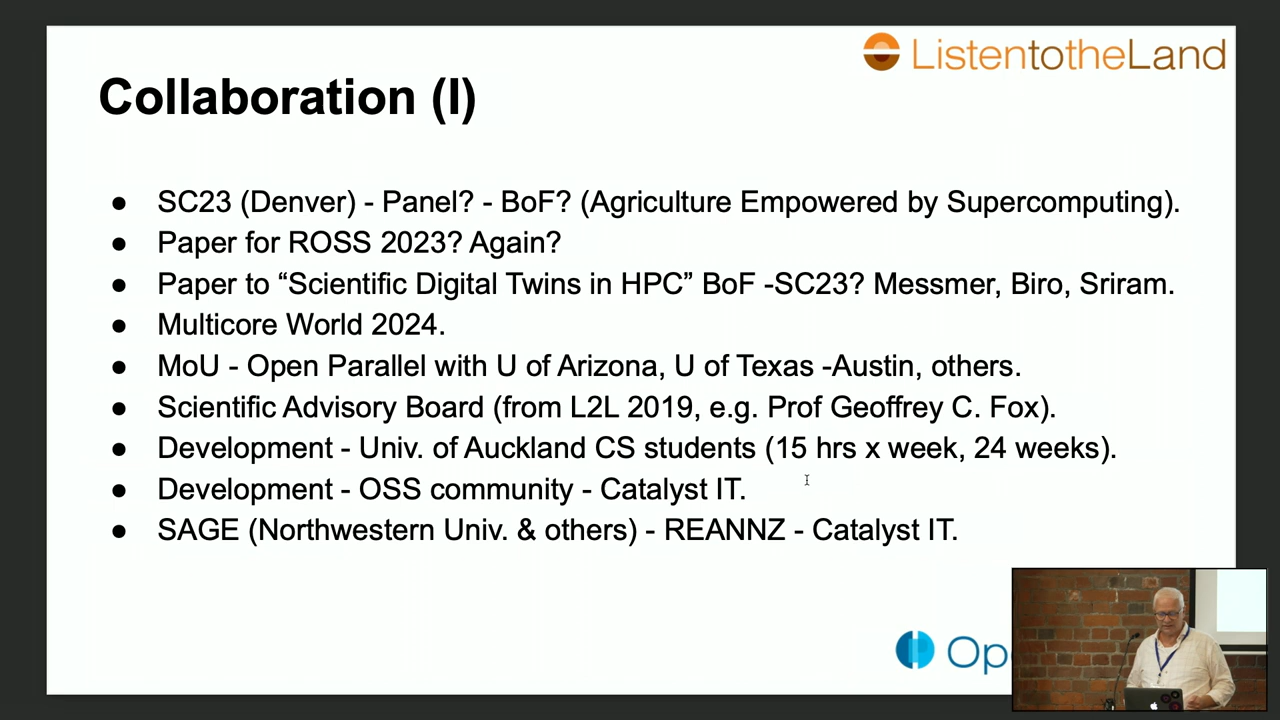 ListentotheLand
Collaboration (I)
● SC23 (Denver) - Panel? - BoF? (Agriculture Empowered by Supercomputing).
● Paper for ROSS 2023? Again?
● Paper to “Scientific Digital Twins in HPC” BoF -SC23? Messmer, Biro, Sriram.
● Multicore World 2024.
● MoU - Open Parallel with U of Arizona, U of Texas -Austin, others.
● Scientific Advisory Board (from L2L 2019, e.g. Prof Geoffrey C. Fox).
● Development - Univ. of Auckland CS students (15 hrs x week, 24 weeks).
● Development - OSS community - Catalyst IT.
● SAGE (Northwestern Univ. & others) - REANNZ - Catalyst IT.